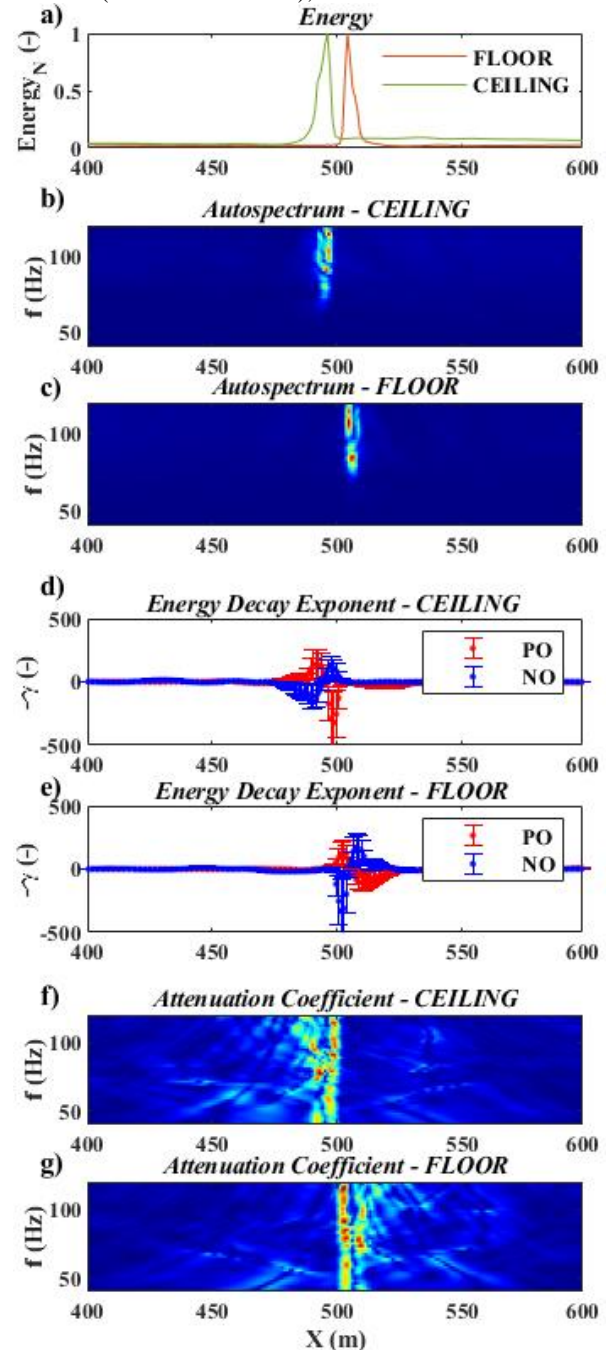 a)
Energy
Energy_N (-)
1
0.5
0
FLOOR
CEILING
400 450 500 550 600
b)
Autospectrum - CEILING
f (Hz)
100
50
400 450 500 550 600
c)
Autospectrum - FLOOR
f (Hz)
100
50
400 450 500 550 600
d)
Energy Decay Exponent - CEILING
-γ (-)
500
0
-500
PO
NO
400 450 500 550 600
e)
Energy Decay Exponent - FLOOR
-γ (-)
500
0
-500
PO
NO
400 450 500 550 600
f)
Attenuation Coefficient - CEILING
f (Hz)
100
50
400 450 500 550 600
g)
Attenuation Coefficient - FLOOR
f (Hz)
100
50
400 450 500 550 600
X (m)